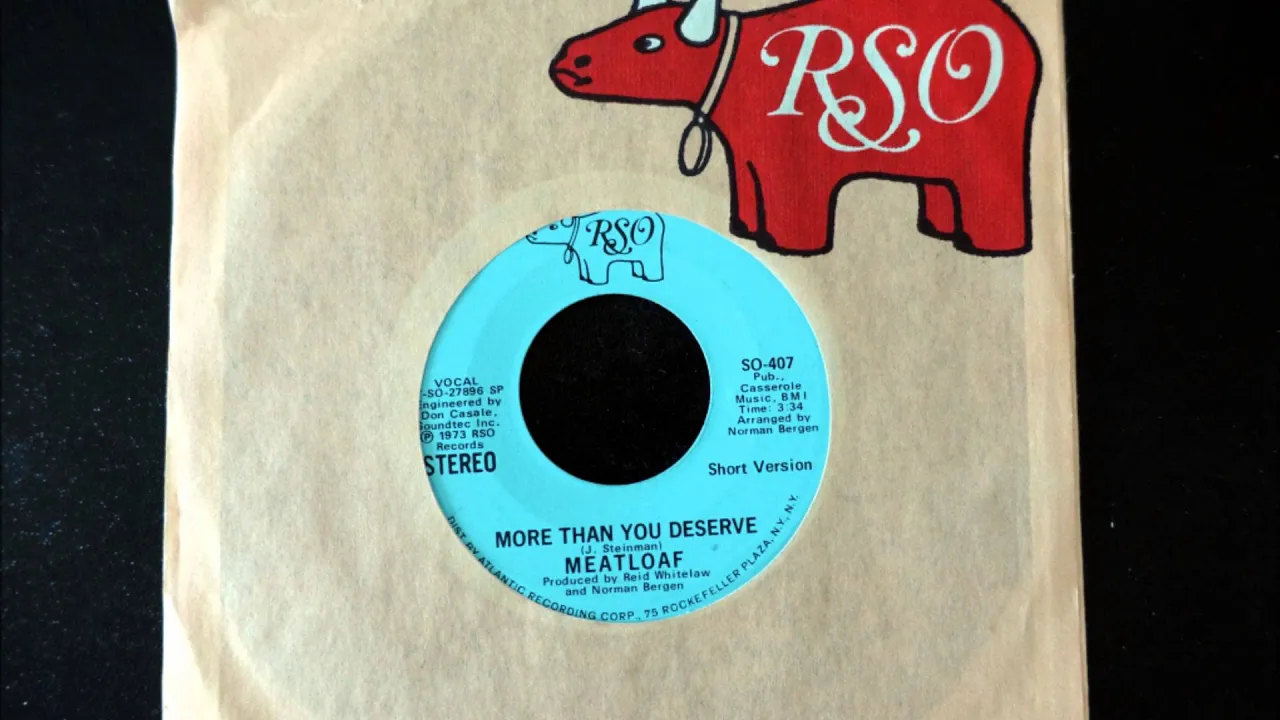 RSO
RSO
VOCAL
-SO-27896 SP
Engineered by
Don Casale,
Soundtec Inc.
℗ 1973 RSO
Records
STEREO
SO-407
Pub.,
Casserole
Music, BMI
Time: 3:34
Arranged by
Norman Bergen
Short Version
MORE THAN YOU DESERVE
(J. Steinman)
MEATLOAF
Produced by Reid Whitelaw
and Norman Bergen
DIST. BY ATLANTIC RECORDING CORP., 75 ROCKEFELLER PLAZA, N.Y., N.Y.